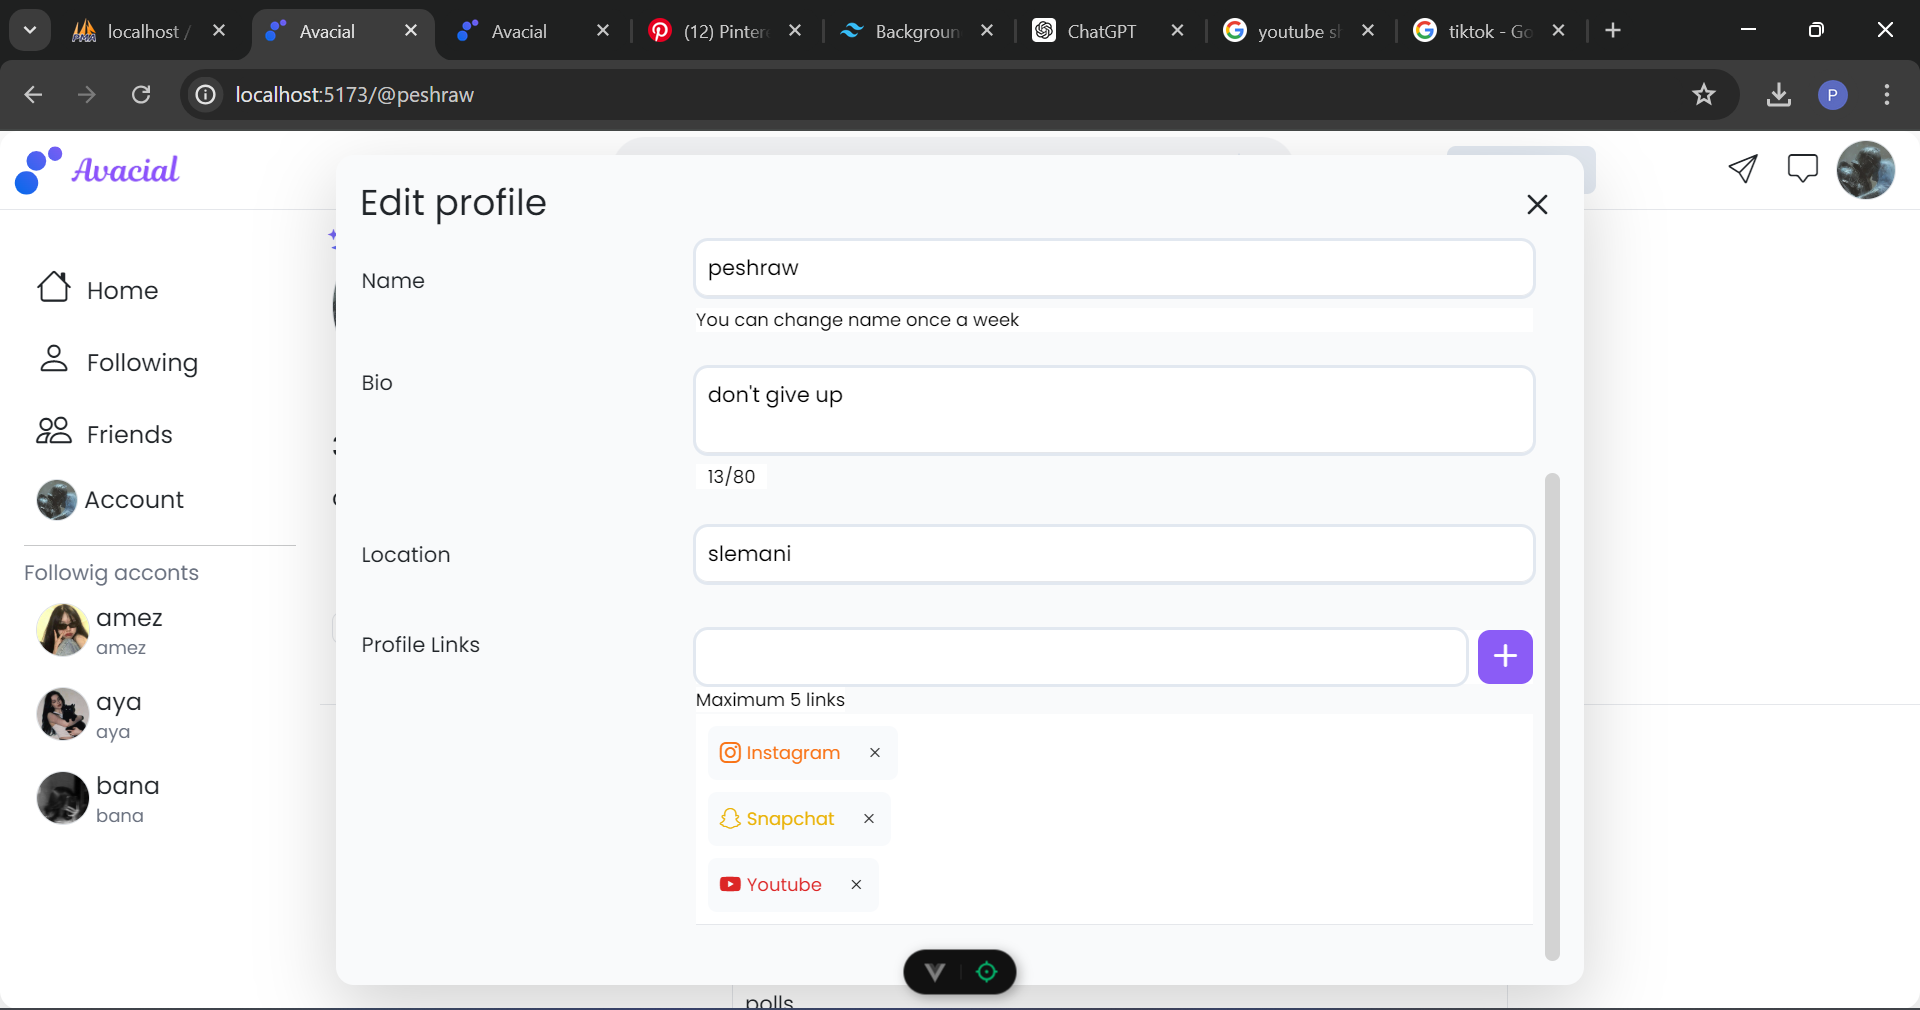 localhost /
Avacial
Avacial
(12) Pinter
Backgroun
ChatGPT
youtube sl
tiktok - Go
localhost:5173/@peshraw
P
Avacial
Edit profile
Home
Following
Friends
Account
Followig acconts
amez
amez
aya
aya
bana
bana
Name
peshraw
You can change name once a week
Bio
don't give up
13/80
Location
slemani
Profile Links
Maximum 5 links
Instagram
Snapchat
Youtube
polls